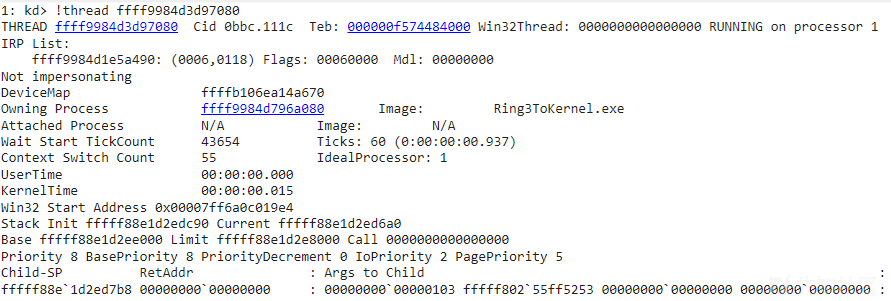 1: kd> !thread ffff9984d3d97080
THREAD ffff9984d3d97080  Cid 0bbc.111c  Teb: 000000f574484000 Win32Thread: 0000000000000000 RUNNING on processor 1
IRP List:
    ffff9984d1e5a490: (0006,0118) Flags: 00060000  Mdl: 00000000
Not impersonating
DeviceMap                 ffffb106ea14a670
Owning Process            ffff9984d796a080       Image:         Ring3ToKernel.exe
Attached Process          N/A            Image:         N/A
Wait Start TickCount      43654          Ticks: 60 (0:00:00:00.937)
Context Switch Count      55             IdealProcessor: 1
UserTime                  00:00:00.000
KernelTime                00:00:00.015
Win32 Start Address 0x00007ff6a0c019e4
Stack Init fffff88e1d2edc90 Current fffff88e1d2ed6a0
Base fffff88e1d2ee000 Limit fffff88e1d2e8000 Call 0000000000000000
Priority 8 BasePriority 8 PriorityDecrement 0 IoPriority 2 PagePriority 5
Child-SP          RetAddr               : Args to Child                                                           :
fffff88e`1d2ed7b8 00000000`00000000     : 00000000`00000103 fffff802`55ff5253 00000000`00000000 00000000`00000000 :